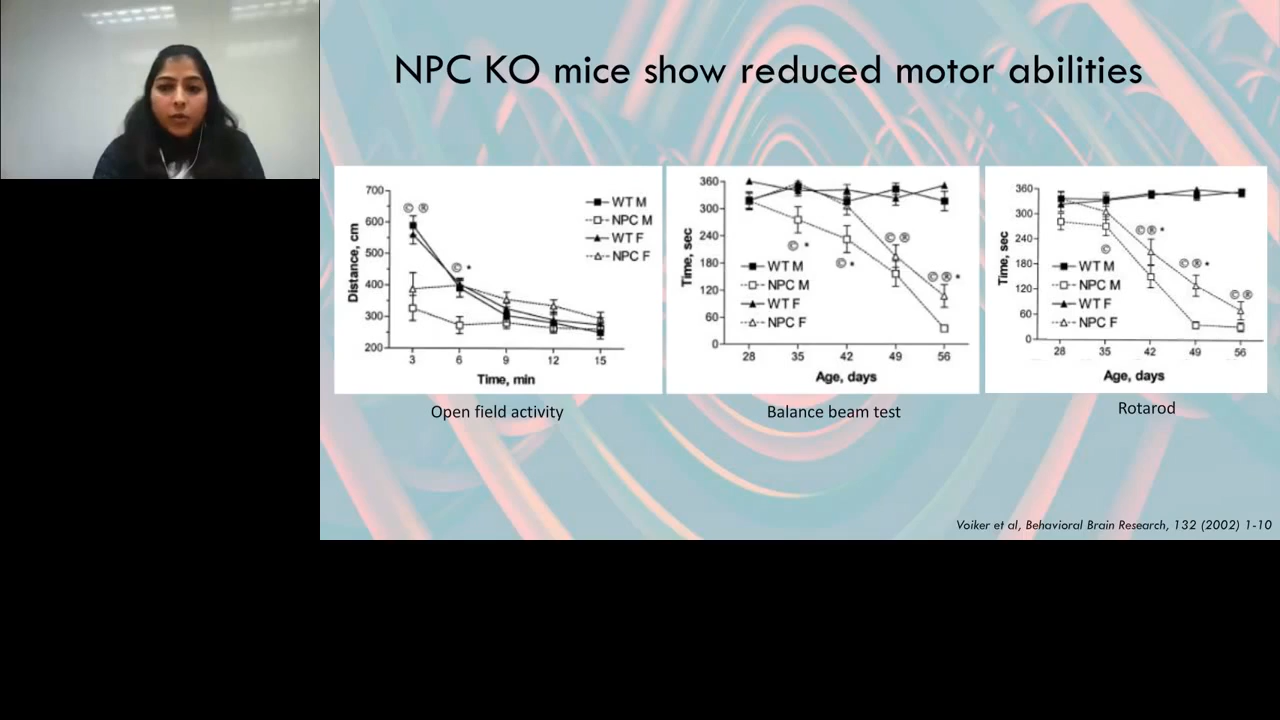 NPC KO mice show reduced motor abilities
700
600
500
400
300
200
Distance, cm
© ®
© *
WT M
NPC M
WT F
NPC F
3 6 9 12 15
Time, min
Open field activity
360
300
180
120
60
0
Time, sec
© *
© *
© ®
© ® *
WT M
NPC M
WT F
NPC F
28 35 42 49 56
Age, days
Balance beam test
360
300
240
180
120
60
0
Time, sec
©
© ® *
© ® *
© ®
WT M
NPC M
WT F
NPC F
28 35 42 49 56
Age, days
Rotarod
Voiker et al, Behavioral Brain Research, 132 (2002) 1-10